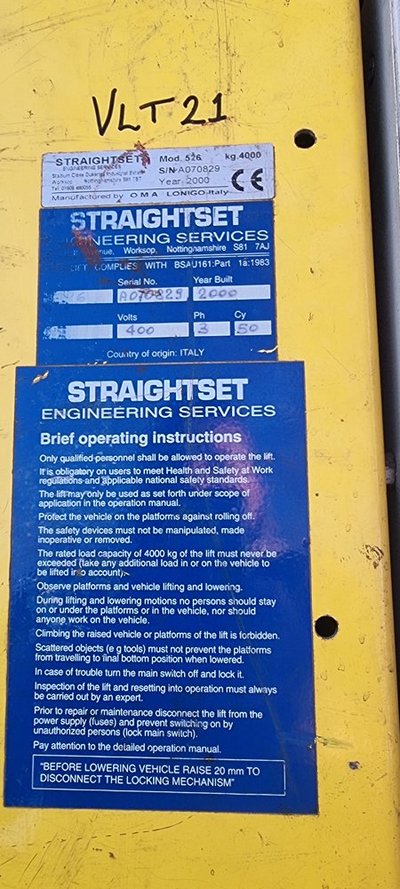 VLT 21
STRAIGHTSET Mod. 526 kg.4000
ENGINEERING SERVICES S/N A070829
Year 2000 CE
Manufactured by O M A LONIGO-Italy
STRAIGHTSET
ENGINEERING SERVICES
Worksop, Nottinghamshire S81 7AJ
COMPLIES WITH BSAU161:Part 1a:1983
Serial No. Year Built
A070829 2000
Volts Ph Cy
400 3 50
Country of origin: ITALY
STRAIGHTSET
ENGINEERING SERVICES
Brief operating instructions
Only qualified personnel shall be allowed to operate the lift.
It is obligatory on users to meet Health and Safety at Work
regulations and applicable national safety standards.
The lift may only be used as set forth under scope of
application in the operation manual.
Protect the vehicle on the platforms against rolling off.
The safety devices must not be manipulated, made
inoperative or removed.
The rated load capacity of 4000 kg of the lift must never be
exceeded (take any additional load in or on the vehicle to
be lifted into account).
Observe platforms and vehicle lifting and lowering.
During lifting and lowering motions no persons should stay
on or under the platforms or in the vehicle, nor should
anyone work on the vehicle.
Climbing the raised vehicle or platforms of the lift is forbidden.
Scattered objects (e g tools) must not prevent the platforms
from travelling to final bottom position when lowered.
In case of trouble turn the main switch off and lock it.
Inspection of the lift and resetting into operation must always
be carried out by an expert.
Prior to repair or maintenance disconnect the lift from the
power supply (fuses) and prevent switching on by
unauthorized persons (lock main switch).
Pay attention to the detailed operation manual.
"BEFORE LOWERING VEHICLE RAISE 20 mm TO
DISCONNECT THE LOCKING MECHANISM"